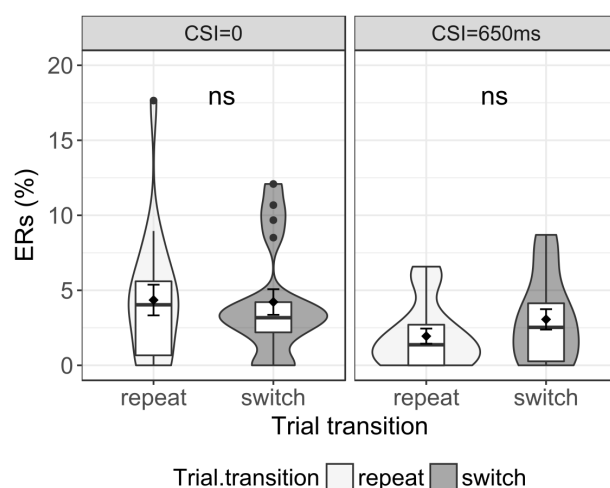 CSI=0 CSI=650ms
20
ns ns
15
10
5
0
ERs (%)
repeat switch repeat switch
Trial transition
Trial.transition repeat switch